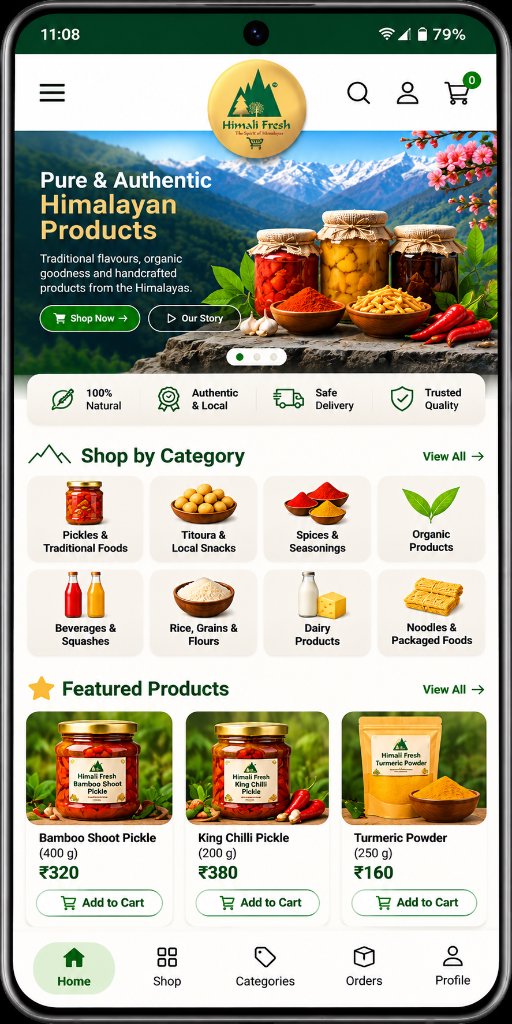 11:08
79%
Himali Fresh
The Spirit of Himalayas
0
Pure & Authentic
Himalayan
Products
Traditional flavours, organic
goodness and handcrafted
products from the Himalayas.
Shop Now →
Our Story
100%
Natural
Authentic
& Local
Safe
Delivery
Trusted
Quality
Shop by Category
View All →
Pickles &
Traditional Foods
Titoura &
Local Snacks
Spices &
Seasonings
Organic
Products
Beverages &
Squashes
Rice, Grains &
Flours
Dairy
Products
Noodles &
Packaged Foods
Featured Products
View All →
Himali Fresh
Bamboo Shoot
Pickle
Himali Fresh
King Chilli
Pickle
Himali Fresh
Turmeric Powder
Bamboo Shoot Pickle
(400 g)
₹320
Add to Cart
King Chilli Pickle
(200 g)
₹380
Add to Cart
Turmeric Powder
(250 g)
₹160
Add to Cart
Home
Shop
Categories
Orders
Profile